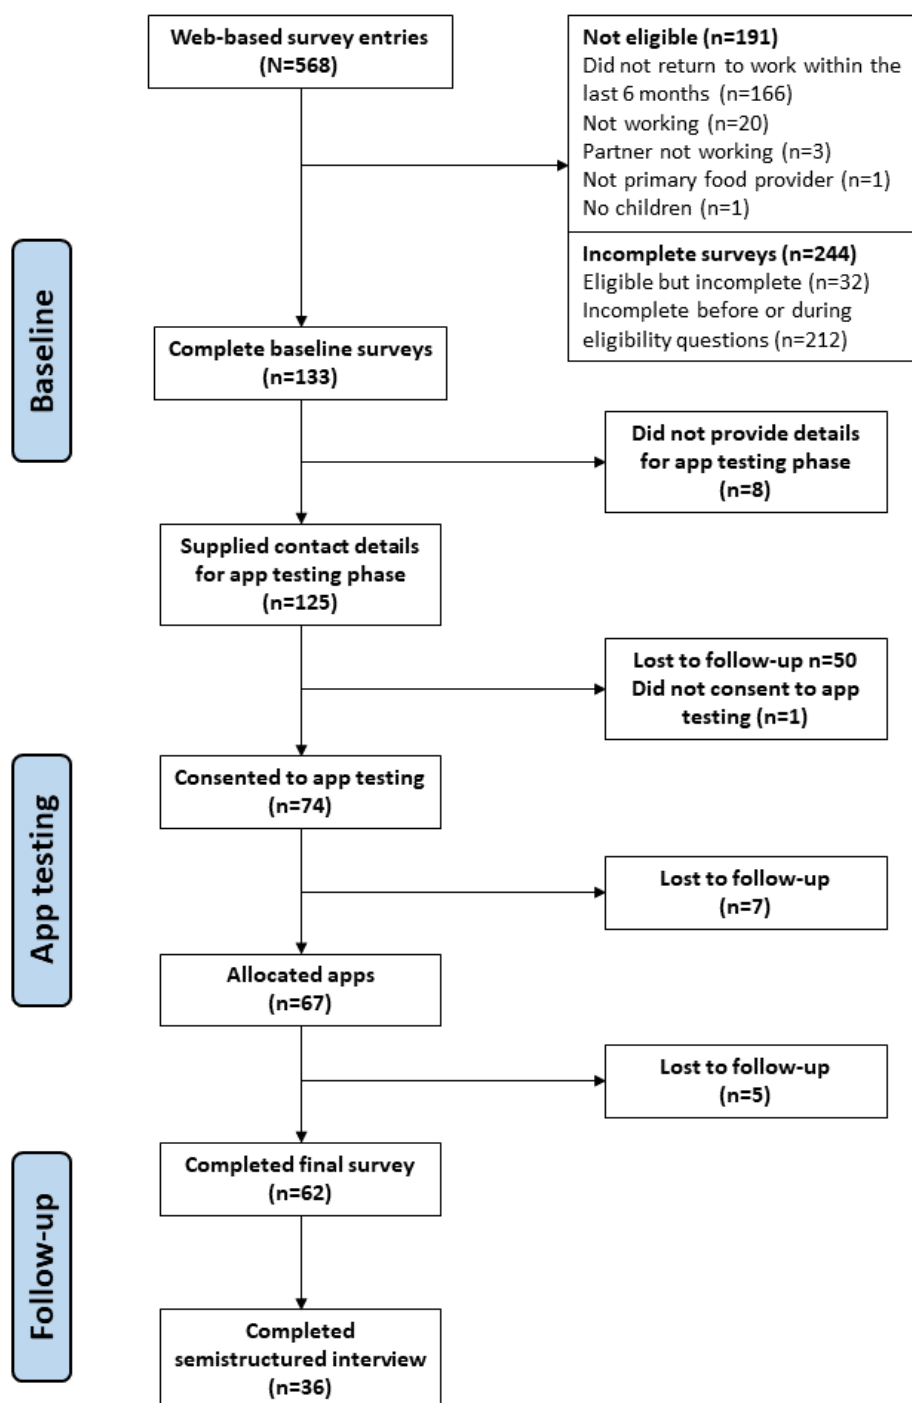 Web-based survey entries
(N=568)
Not eligible (n=191)
Did not return to work within the
last 6 months (n=166)
Not working (n=20)
Partner not working (n=3)
Not primary food provider (n=1)
No children (n=1)
Incomplete surveys (n=244)
Eligible but incomplete (n=32)
Incomplete before or during
eligibility questions (n=212)
Baseline
Complete baseline surveys
(n=133)
Did not provide details
for app testing phase
(n=8)
Supplied contact details
for app testing phase
(n=125)
Lost to follow-up n=50
Did not consent to app
testing (n=1)
App testing
Consented to app testing
(n=74)
Lost to follow-up
(n=7)
Allocated apps
(n=67)
Lost to follow-up
(n=5)
Follow-up
Completed final survey
(n=62)
Completed
semistructured interview
(n=36)